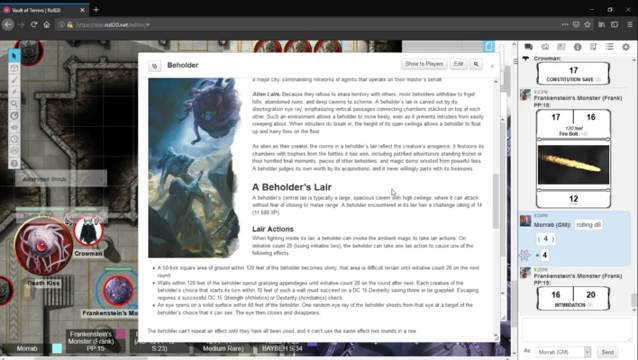 Vault of Terrors | Roll20
https://app.roll20.net/editor/#
Beholder
Show to Players
Edit
a major city, commanding networks of agents that operate on their master's behalf.
Alien Lairs. Because they refuse to share territory with others, most beholders withdraw to frigid
hills, abandoned ruins, and deep caverns to scheme. A beholder's lair is carved out by its
disintegration eye ray, emphasizing vertical passages connecting chambers stacked on top of each
other. Such an environment allows a beholder to move freely, even as it prevents intruders from easily
creeping about. When intruders do break in, the height of its open ceilings allows a beholder to float
up and harry foes on the floor.
As alien as their creator, the rooms in a beholder's lair reflect the creature's arrogance. It festoons its
chambers with trophies from the battles it has won, including petrified adventurers standing frozen in
their horrified final moments, pieces of other beholders, and magic items wrested from powerful foes.
A beholder judges its own worth by its acquisitions, and it never willingly parts with its treasures.
A Beholder's Lair
A beholder's central lair is typically a large, spacious cavern with high ceilings, where it can attack
without fear of closing to melee range. A beholder encountered in its lair has a challenge rating of 14
(11,500 XP).
Lair Actions
When fighting inside its lair, a beholder can invoke the ambient magic to take lair actions. On
initiative count 20 (losing initiative ties), the beholder can take one lair action to cause one of the
following effects:
• A 50-foot square area of ground within 120 feet of the beholder becomes slimy; that area is difficult terrain until initiative count 20 on the next
round.
• Walls within 120 feet of the beholder sprout grasping appendages until initiative count 20 on the round after next. Each creature of the
beholder's choice that starts its turn within 10 feet of such a wall must succeed on a DC 15 Dexterity saving throw or be grappled. Escaping
requires a successful DC 15 Strength (Athletics) or Dexterity (Acrobatics) check.
• An eye opens on a solid surface within 60 feet of the beholder. One random eye ray of the beholder shoots from that eye at a target of the
beholder's choice that it can see. The eye then closes and disappears.
The beholder can't repeat an effect until they have all been used, and it can't use the same effect two rounds in a row.
Death Kiss
Crowman
Frankenstein's
Monster
PP:15
S:23)
Medium Rare)
BAYBEH S 34
Crowman:
17
CONSTITUTION SAVE
Frankenstein's Monster (Frank)
PP:15:
17
16
120 feet
Fire Bolt
12
9:24PM
Morrab (GM): rolling d8
( 4 )
= 4
Frankenstein's Monster (Frank)
PP:15:
16
20
INTIMIDATION
As:
Morrab (GM)
Send